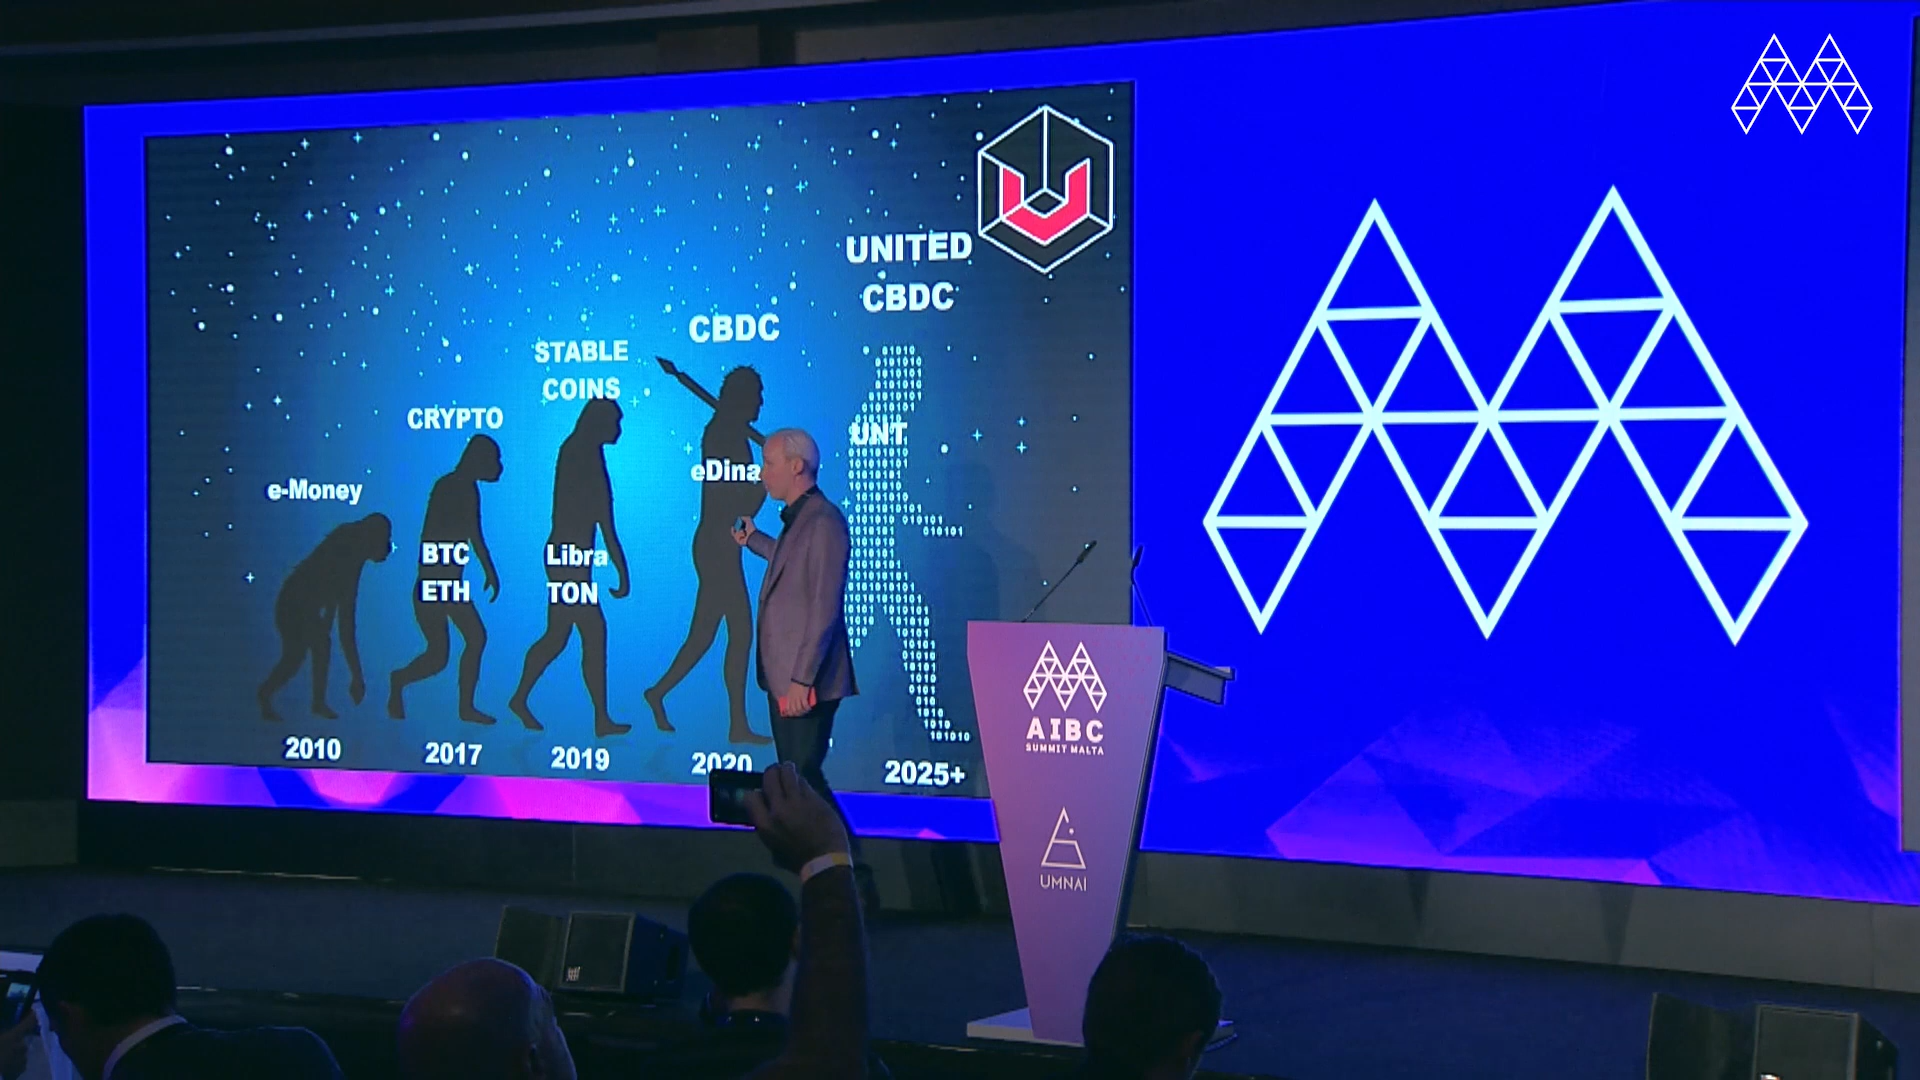 UNITED
CBDC
CBDC
STABLE
COINS
CRYPTO
e-Money
UNT
eDina
BTC
ETH
Libra
TON
2010
2017
2019
2020
2025+
AIBC
SUMMIT MALTA
UMNAI